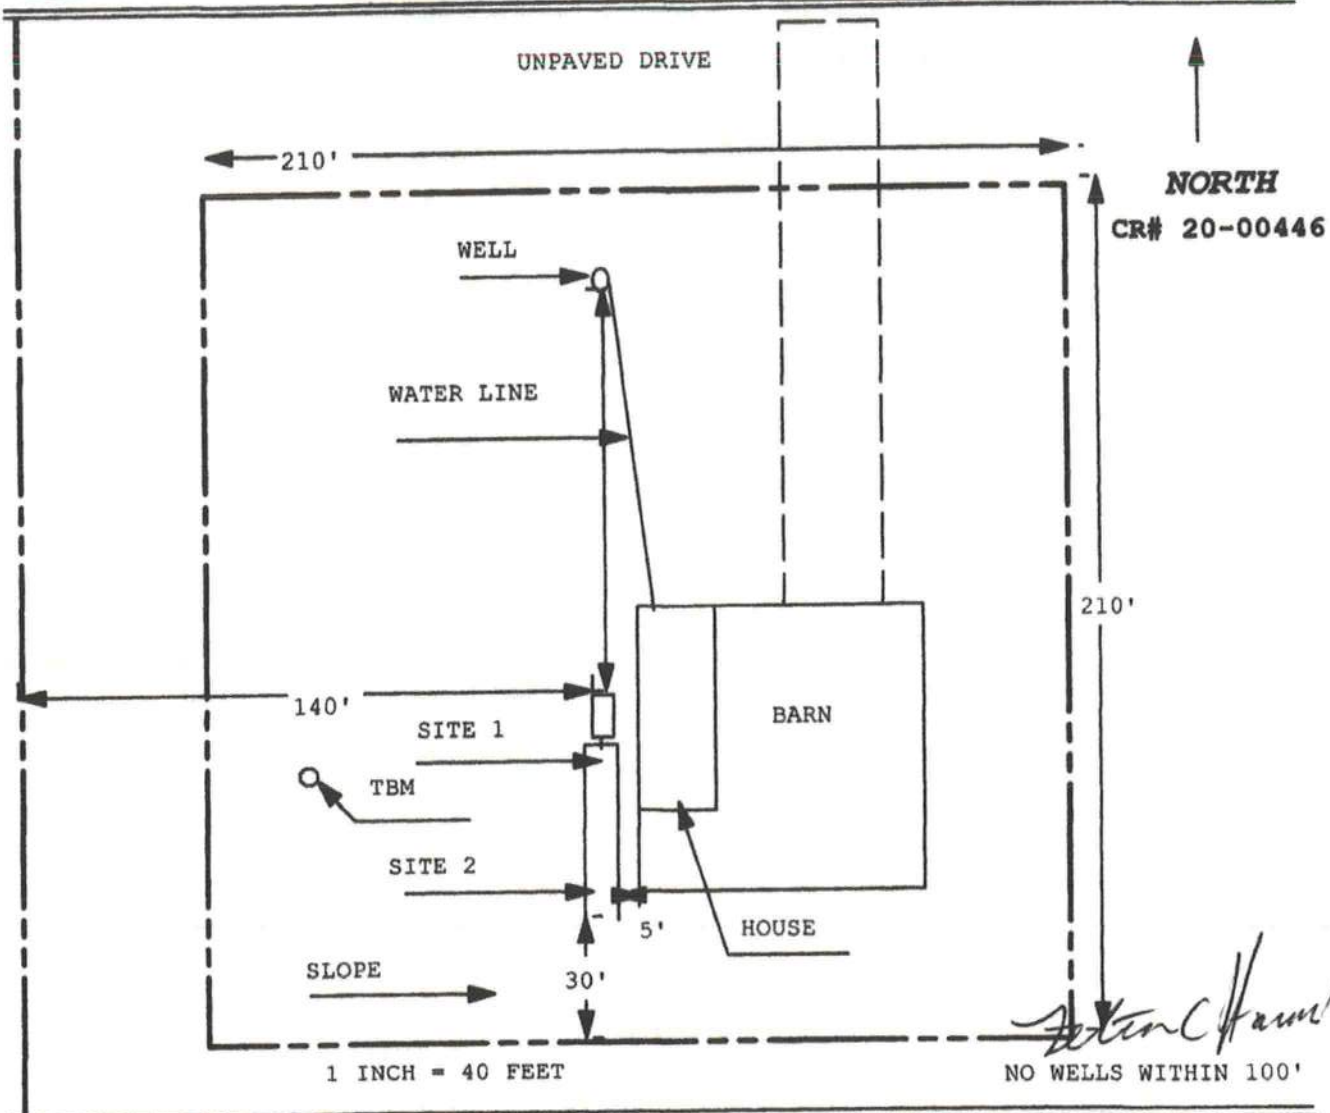 UNPAVED DRIVE
210'
NORTH
CR# 20-00446
WELL
WATER LINE
210'
140'
BARN
SITE 1
TBM
SITE 2
5'
HOUSE
SLOPE
30'
1 INCH = 40 FEET
NO WELLS WITHIN 100'